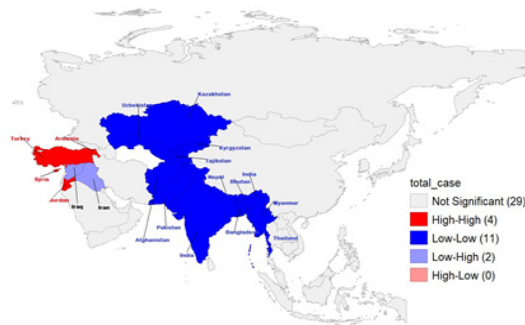 Kazakhstan
Uzbekistan
Turkey
Armenia
Kyrgyzstan
Tajikstan
Syria
Nepal
India
Bhutan
Jordan
Iraq
Iran
Myanmar
Pakistan
Bangladesh
Thailand
Afghanistan
India
total_case
Not Significant (29)
High-High (4)
Low-Low (11)
Low-High (2)
High-Low (0)